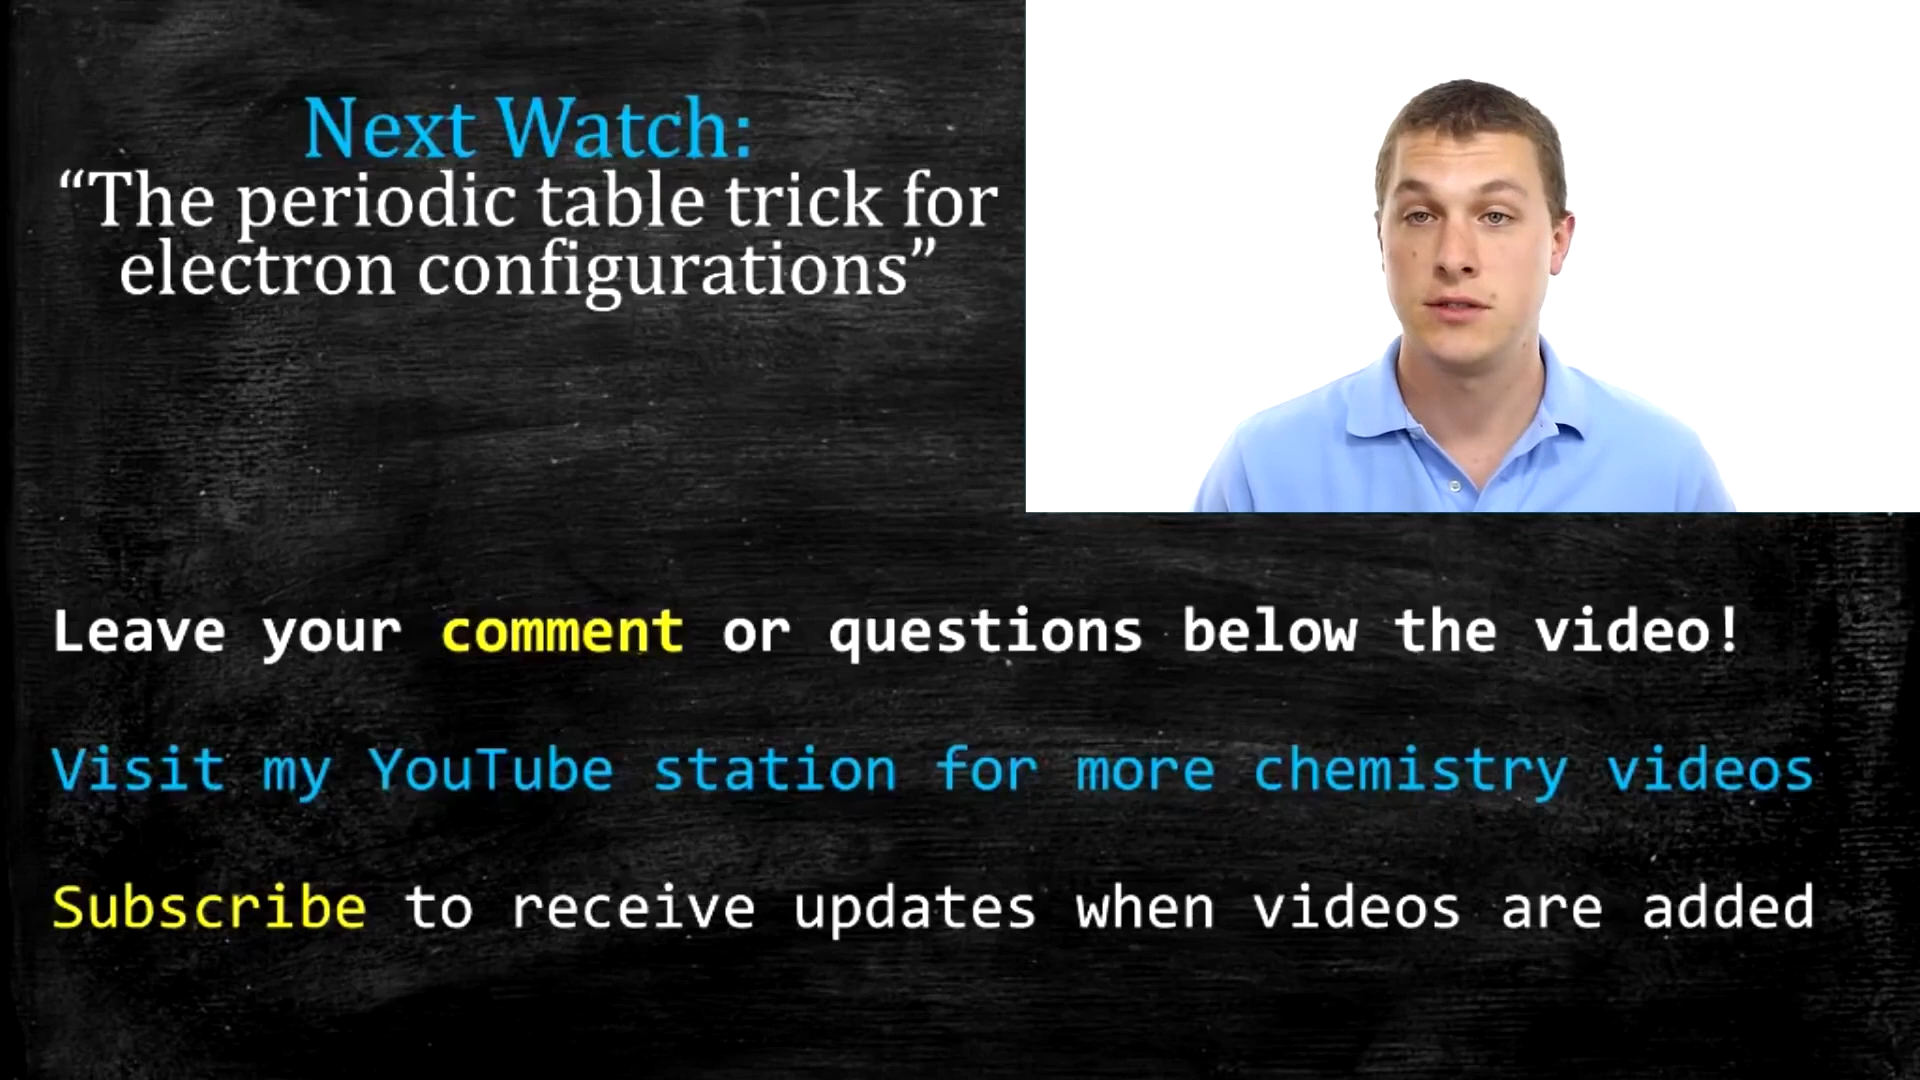 Next Watch:
“The periodic table trick for
electron configurations”
Leave your comment or questions below the video!
Visit my YouTube station for more chemistry videos
Subscribe to receive updates when videos are added